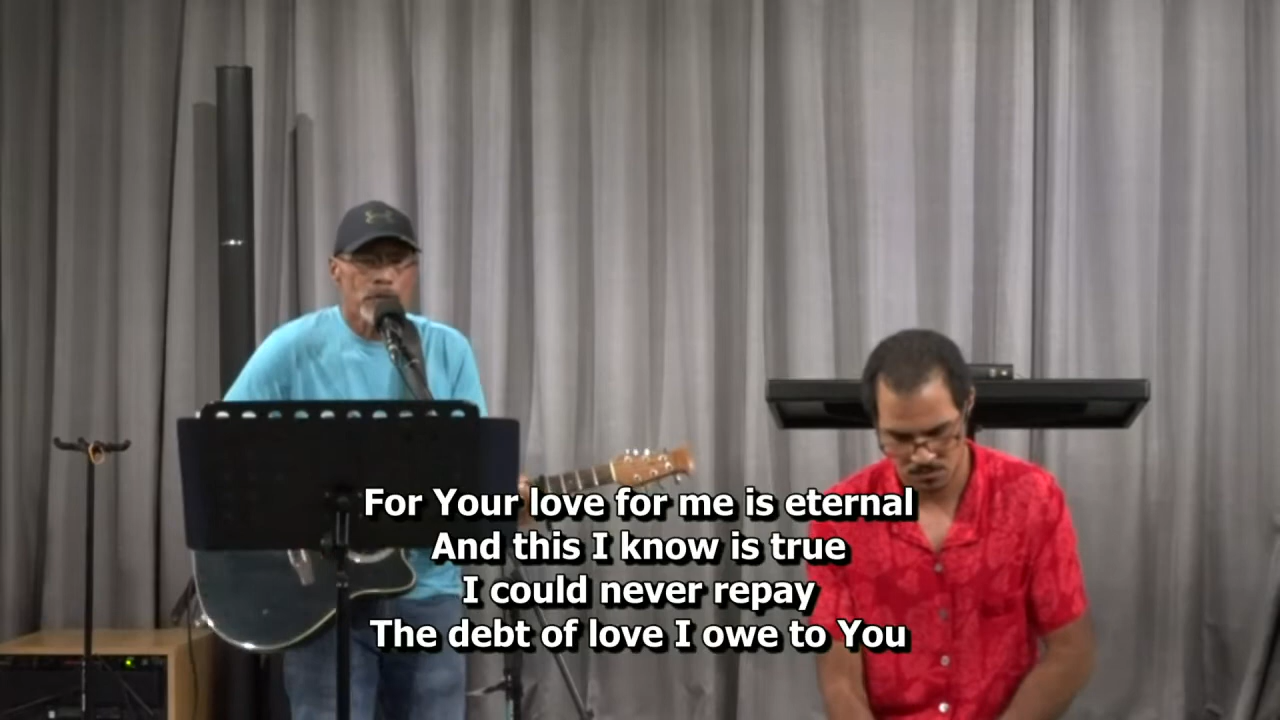 For Your love for me is eternal
And this I know is true
I could never repay
The debt of love I owe to You